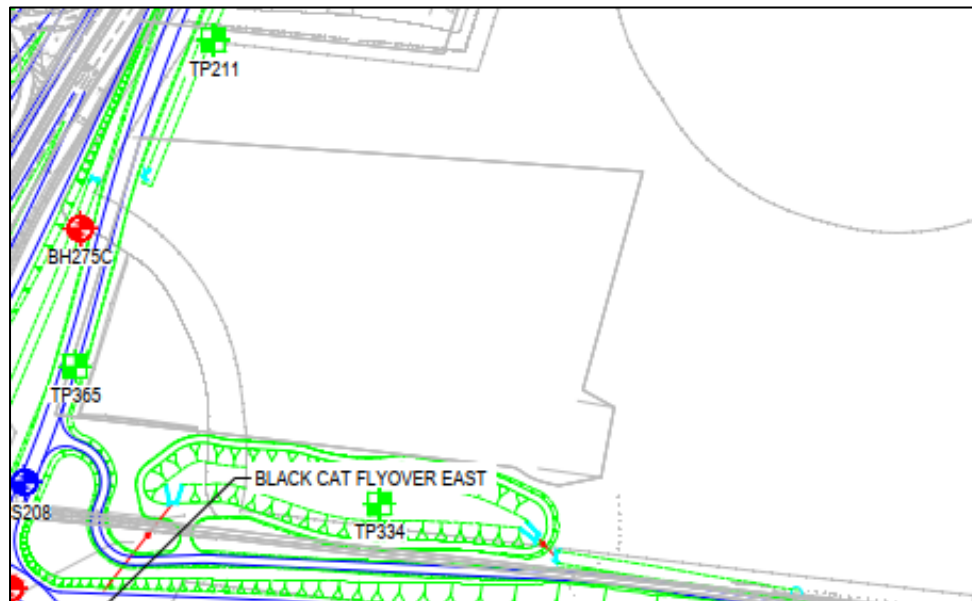 TP211
BH275C
TP365
BLACK CAT FLYOVER EAST
S208
TP334